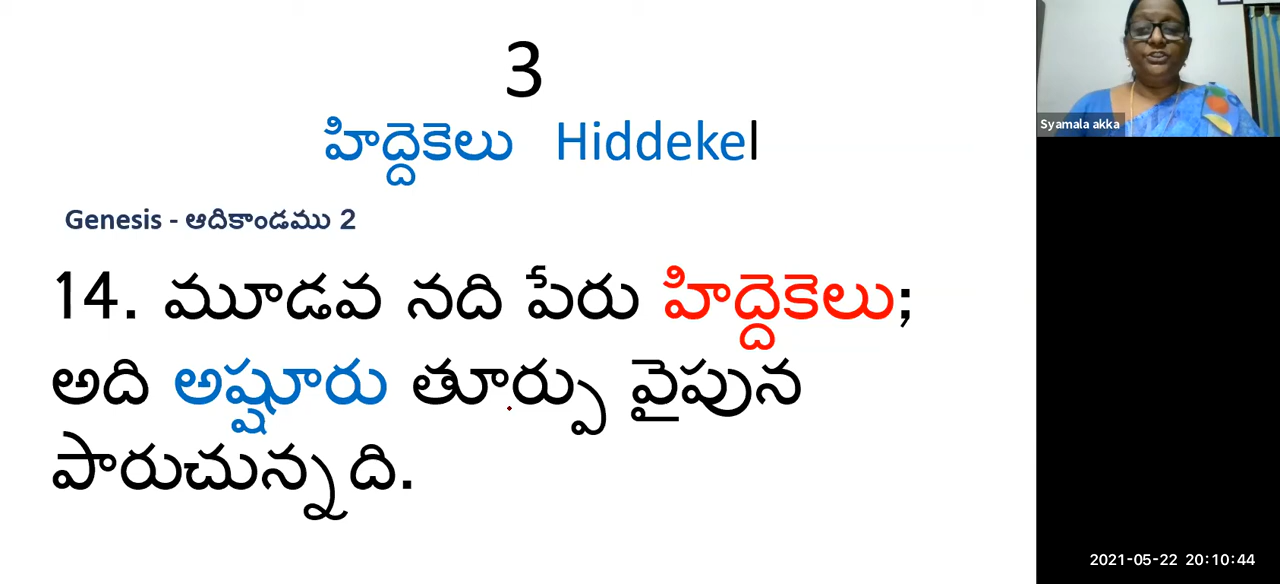 3
హిద్దెకెలు Hiddekel
Genesis - ఆదికాండము 2
14. మూడవ నది పేరు హిద్దెకెలు;
అది అష్షూరు తూర్పు వైపున
పారుచున్నది.
Syamala akka
2021-05-22 20:10:44